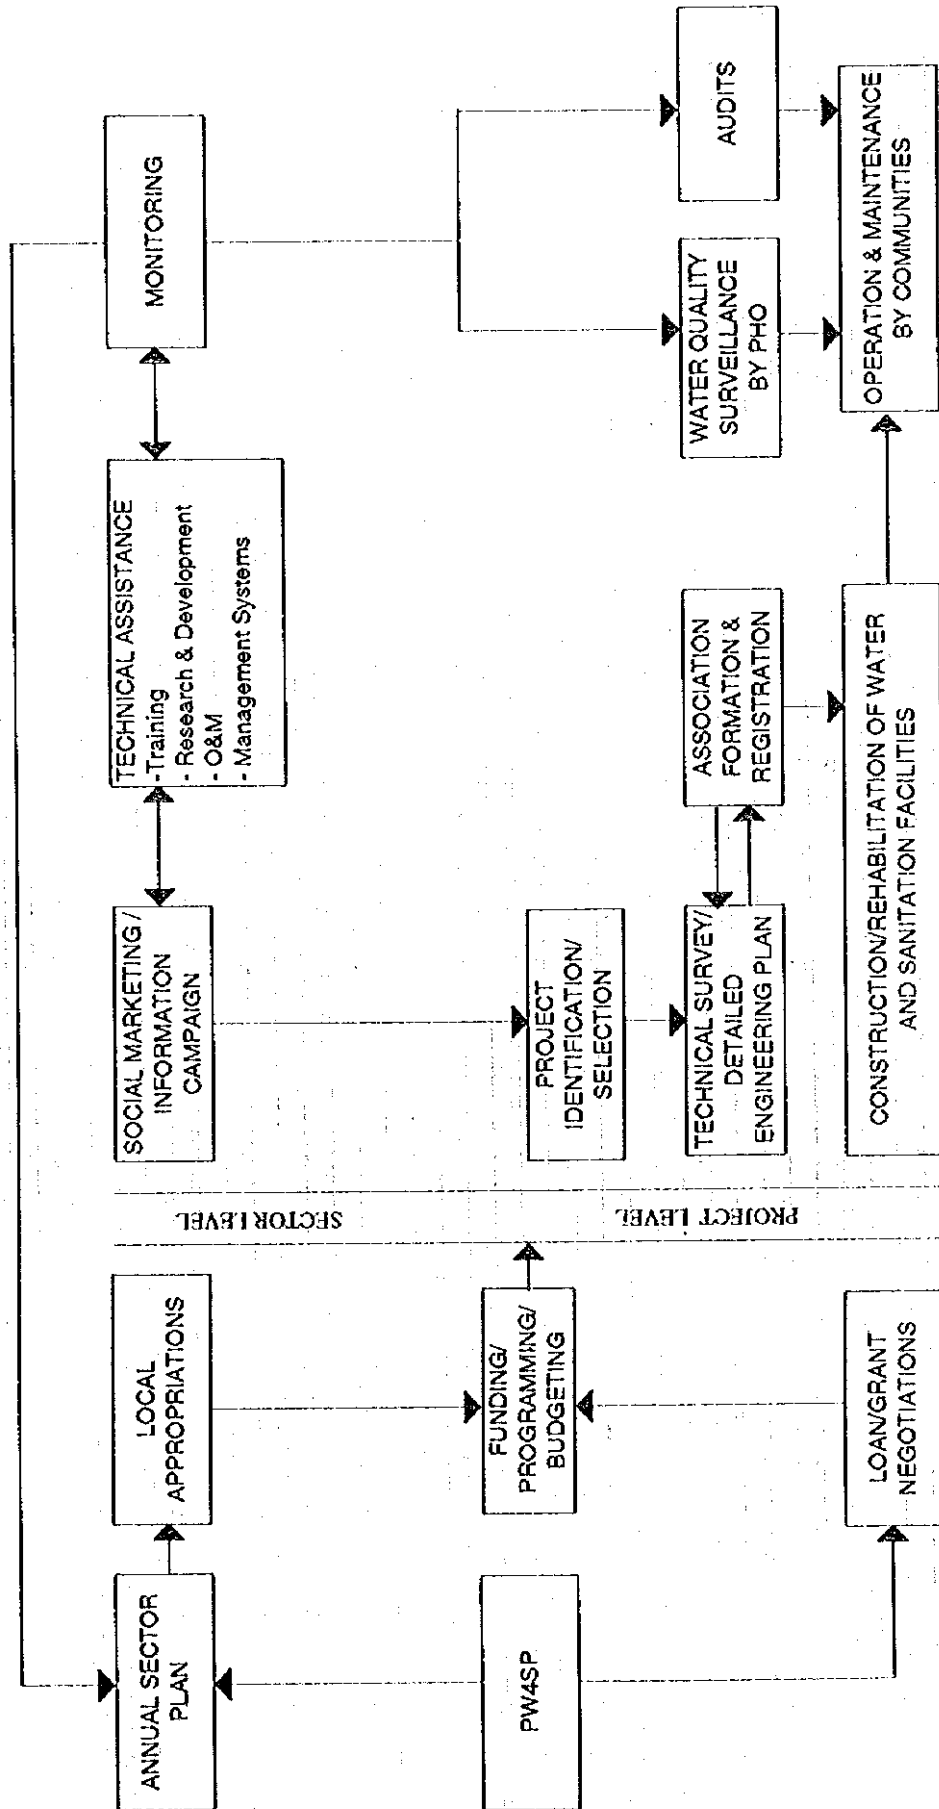 ANNUAL SECTOR
PLAN
LOCAL
APPROPRIATIONS
PW4SP
FUNDING/
PROGRAMMING/
BUDGETING
LOAN/GRANT
NEGOTIATIONS
SECTOR LEVEL
PROJECT LEVEL
SOCIAL MARKETING /
INFORMATION
CAMPAIGN
TECHNICAL ASSISTANCE
-Training
- Research & Development
- O&M
- Management Systems
MONITORING
PROJECT
IDENTIFICATION/
SELECTION
TECHNICAL SURVEY/
DETAILED
ENGINEERING PLAN
ASSOCIATION
FORMATION &
REGISTRATION
WATER QUALITY
SURVEILLANCE
BY PHO
AUDITS
CONSTRUCTION/REHABILITATION OF WATER
AND SANITATION FACILITIES
OPERATION & MAINTENANCE
BY COMMUNITIES